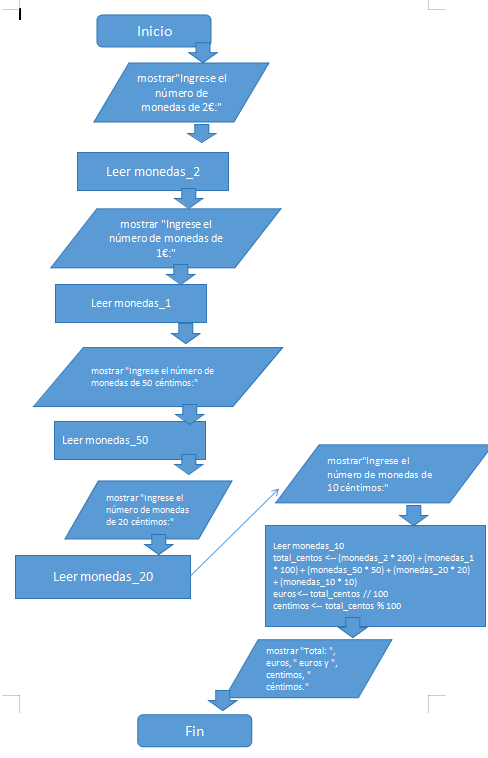 Inicio
mostrar"Ingrese el
número de
monedas de 2€:"
Leer monedas_2
mostrar "Ingrese el
número de monedas de
1€:"
Leer monedas_1
mostrar "Ingrese el número de
monedas de 50 céntimos:"
Leer monedas_50
mostrar "Ingrese el
número de monedas
de 20 céntimos:"
Leer monedas_20
mostrar"Ingrese el
número de monedas de
10 céntimos:"
Leer monedas_10
total_centos <-- (monedas_2 * 200) + (monedas_1
* 100) + (monedas_50 * 50) + (monedas_20 * 20)
+ (monedas_10 * 10)
euros<-- total_centos // 100
centimos <-- total_centos % 100
mostrar "Total: ",
euros, " euros y ",
centimos, "
céntimos."
Fin